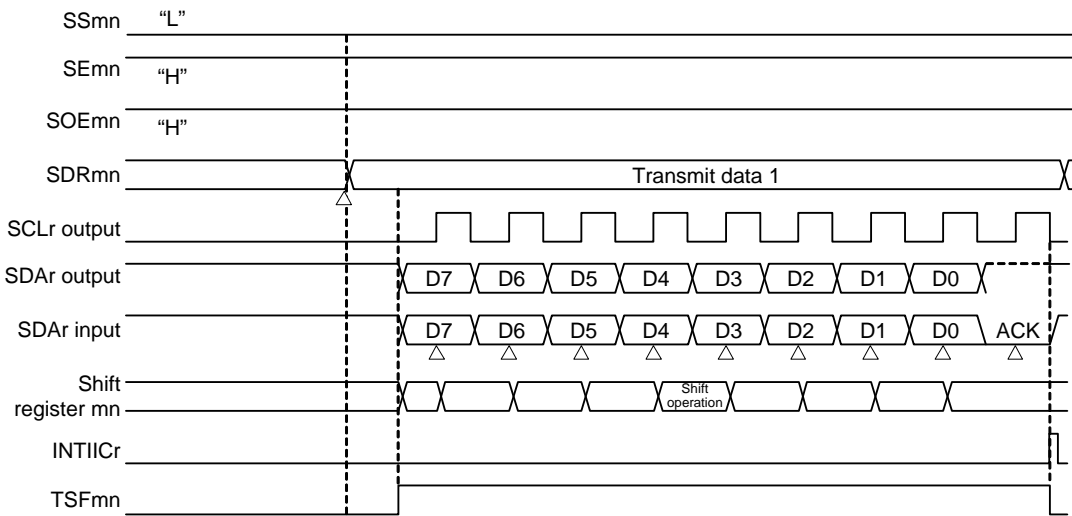 SSmn “L”
SEmn “H”
SOEmn “H”
SDRmn Transmit data 1
SCLr output
SDAr output D7 D6 D5 D4 D3 D2 D1 D0
SDAr input D7 D6 D5 D4 D3 D2 D1 D0 ACK
Shift
register mn
Shift
operation
INTIICr
TSFmn